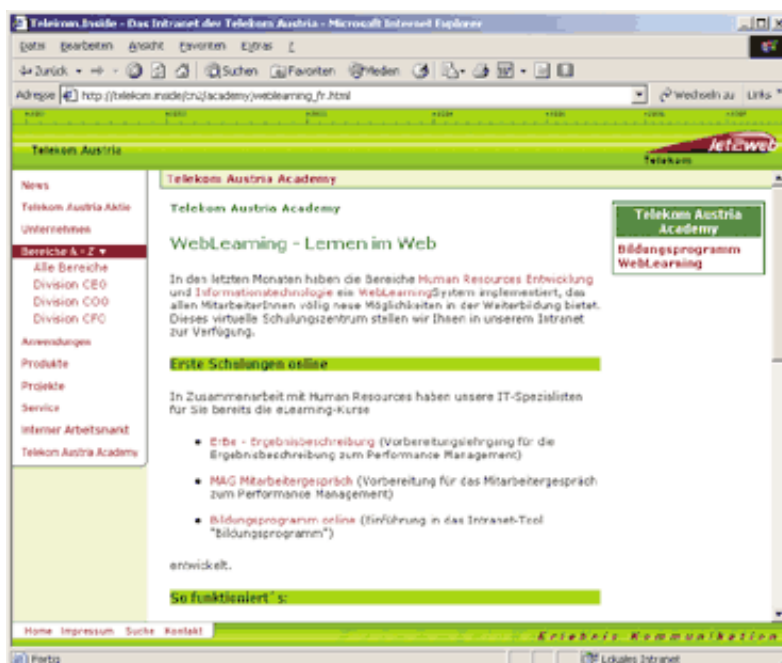 Telekom.Inside - Das Intranet der Telekom Austria - Microsoft Internet Explorer
Datei Bearbeiten Ansicht Favoriten Extras ?
Zurück Suchen Favoriten Medien
Adresse http://telekom.inside/cn2/academy/weblearning_fr.html Wechseln zu Links
Telekom Austria
jet2web
Telekom
News
Telekom Austria Aktie
Unternehmen
Bereiche A - Z
Alle Bereiche
Division CEO
Division COO
Division CFO
Anwendungen
Produkte
Projekte
Service
Interner Arbeitsmarkt
Telekom Austria Academy
Telekom Austria Academy
Telekom Austria Academy
WebLearning - Lernen im Web
In den letzten Monaten haben die Bereiche Human Resources Entwicklung
und Informationstechnologie ein WebLearningSystem implementiert, das
allen MitarbeiterInnen völlig neue Möglichkeiten in der Weiterbildung bietet.
Dieses virtuelle Schulungszentrum stellen wir Ihnen in unserem Intranet
zur Verfügung.
Erste Schulungen online
In Zusammenarbeit mit Human Resources haben unsere IT-Spezialisten
für Sie bereits die eLearning-Kurse
• ErBe - Ergebnisbeschreibung (Vorbereitungslehrgang für die
Ergebnisbeschreibung zum Performance Management)
• MAG Mitarbeitergespräch (Vorbereitung für das Mitarbeitergespräch
zum Performance Management)
• Bildungsprogramm online (Einführung in das Intranet-Tool
"Bildungsprogramm")
entwickelt.
So funktioniert´s:
Telekom Austria
Academy
Bildungsprogramm
WebLearning
Home Impressum Suche Kontakt
Erlebnis Kommunikation
Fertig
Lokales Intranet